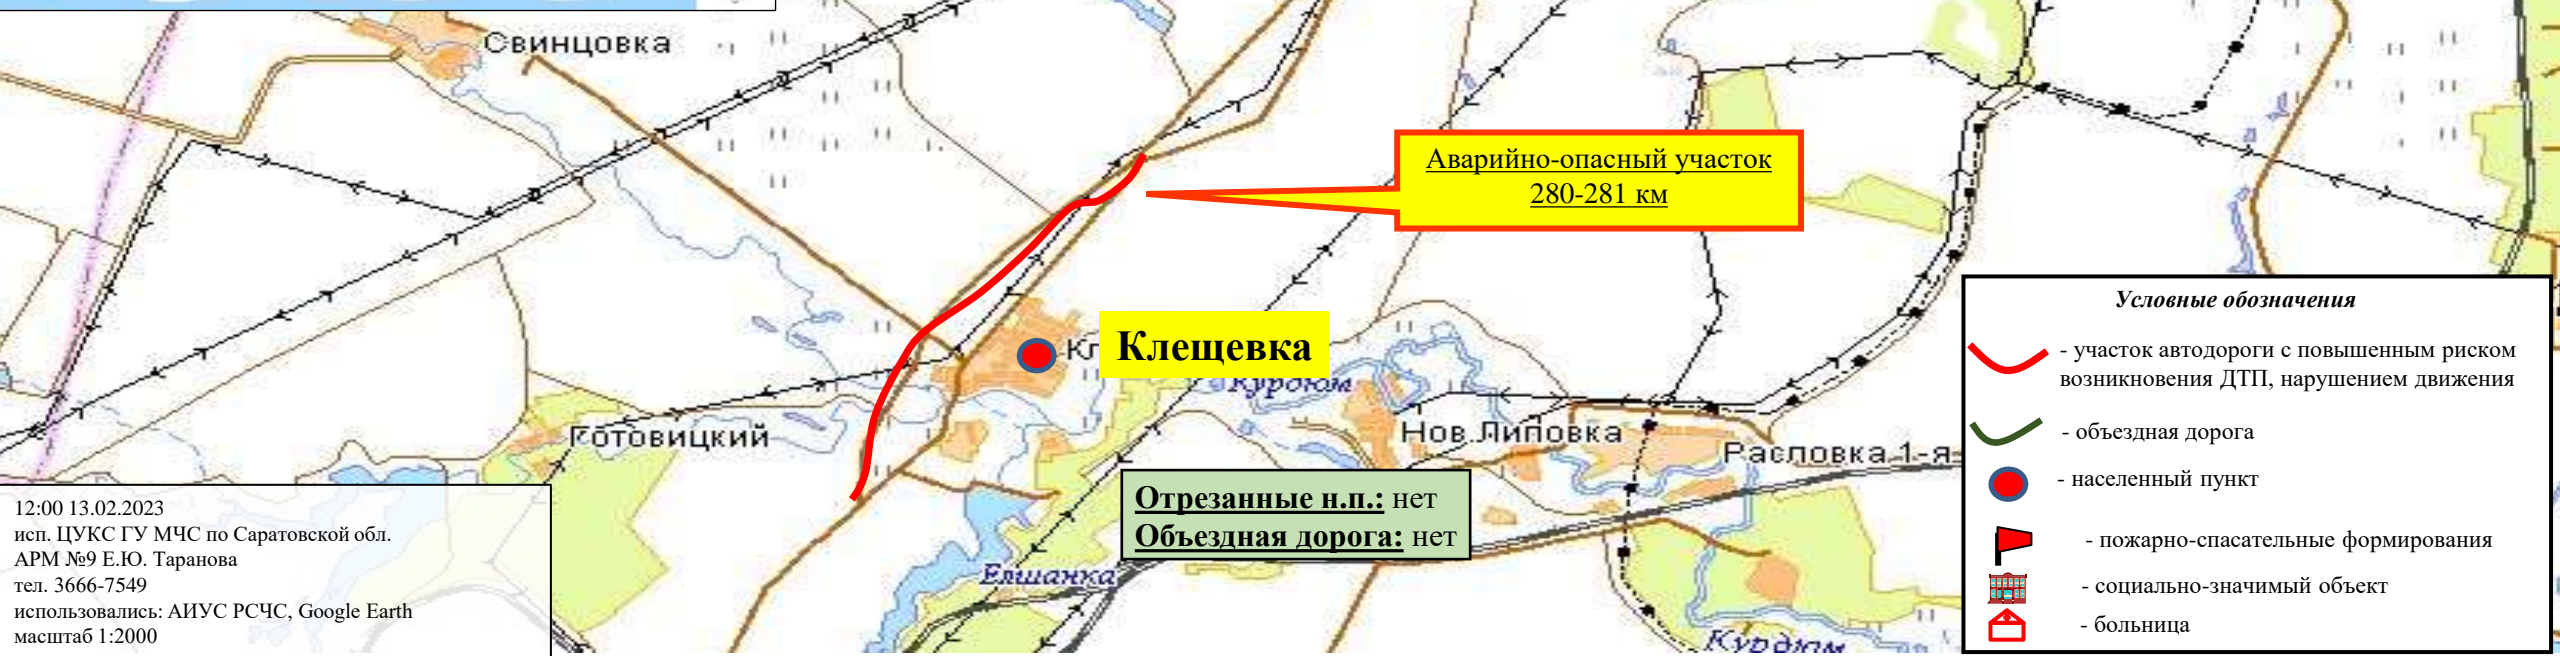 Свинцовка
Аварийно-опасный участок
280-281 км
Клещевка
Курдюм
Готовицкий
Нов.Липовка
Расловка 1-я
Отрезанные н.п.: нет
Объездная дорога: нет
Елшанка
Курдюм
12:00 13.02.2023
исп. ЦУКС ГУ МЧС по Саратовской обл.
АРМ №9 Е.Ю. Таранова
тел. 3666-7549
использовались: АИУС РСЧС, Google Earth
масштаб 1:2000
Условные обозначения
- участок автодороги с повышенным риском
возникновения ДТП, нарушением движения
- объездная дорога
- населенный пункт
- пожарно-спасательные формирования
- социально-значимый объект
- больница